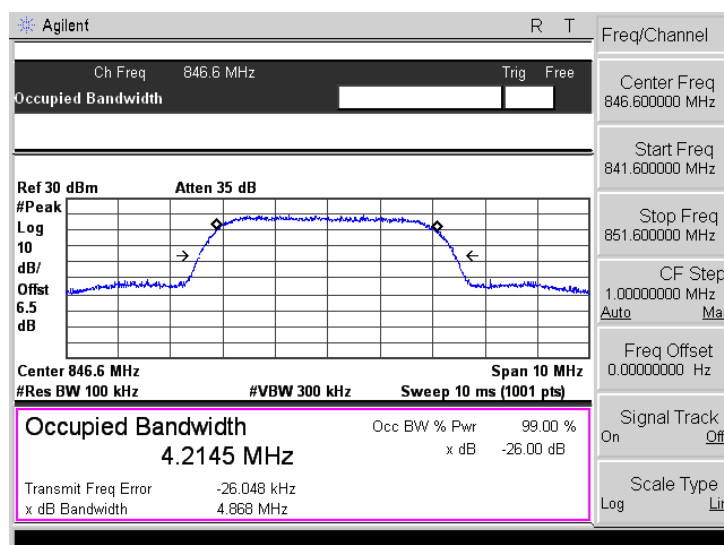 Agilent R T
Ch Freq 846.6 MHz Trig Free
Occupied Bandwidth
Ref 30 dBm Atten 35 dB
#Peak
Log
10
dB/
Offst
6.5
dB
Center 846.6 MHz Span 10 MHz
#Res BW 100 kHz #VBW 300 kHz Sweep 10 ms (1001 pts)
Occupied Bandwidth
4.2145 MHz
Occ BW % Pwr 99.00 %
x dB -26.00 dB
Transmit Freq Error -26.048 kHz
x dB Bandwidth 4.868 MHz
Freq/Channel
Center Freq
846.600000 MHz
Start Freq
841.600000 MHz
Stop Freq
851.600000 MHz
CF Step
1.00000000 MHz
Auto Ma
Freq Offset
0.00000000 Hz
Signal Track
On Off
Scale Type
Log Lin